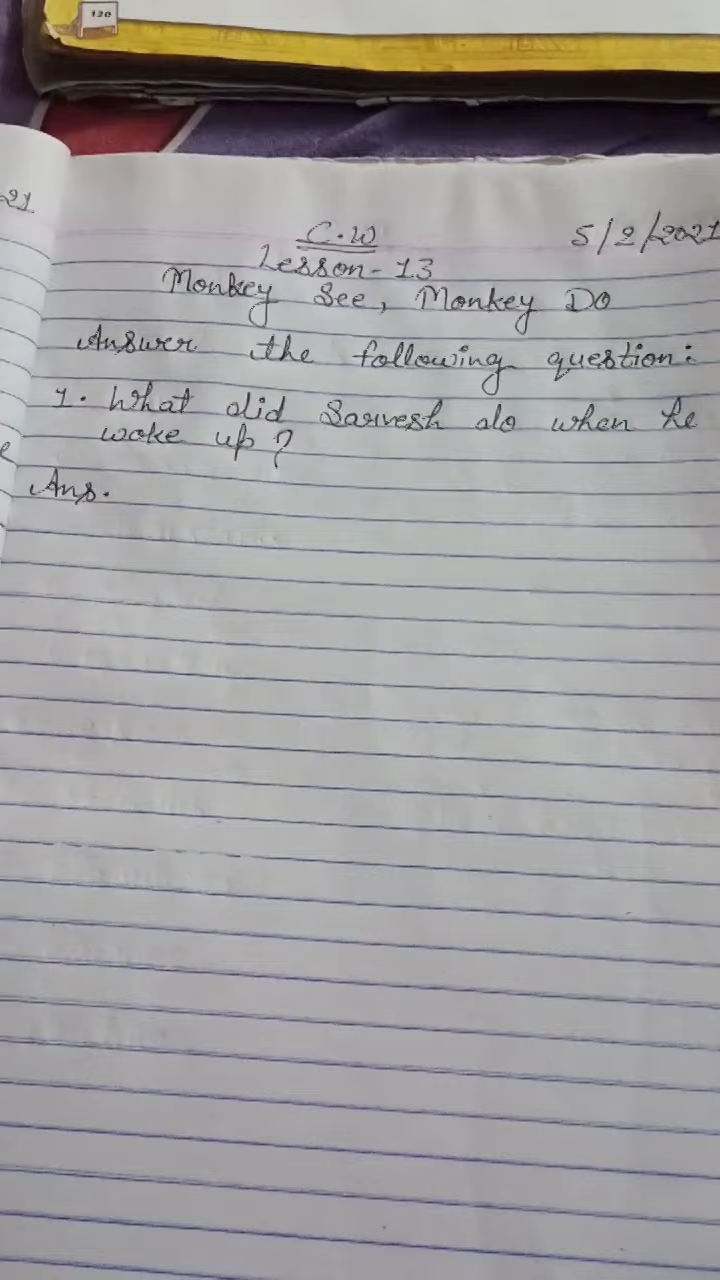 120
21
C.W
5/2/2021
Lesson-13
Monkey See, Monkey Do
Answer the following question:
1. What did Sarvesh do when he
woke up?
e
Ans.